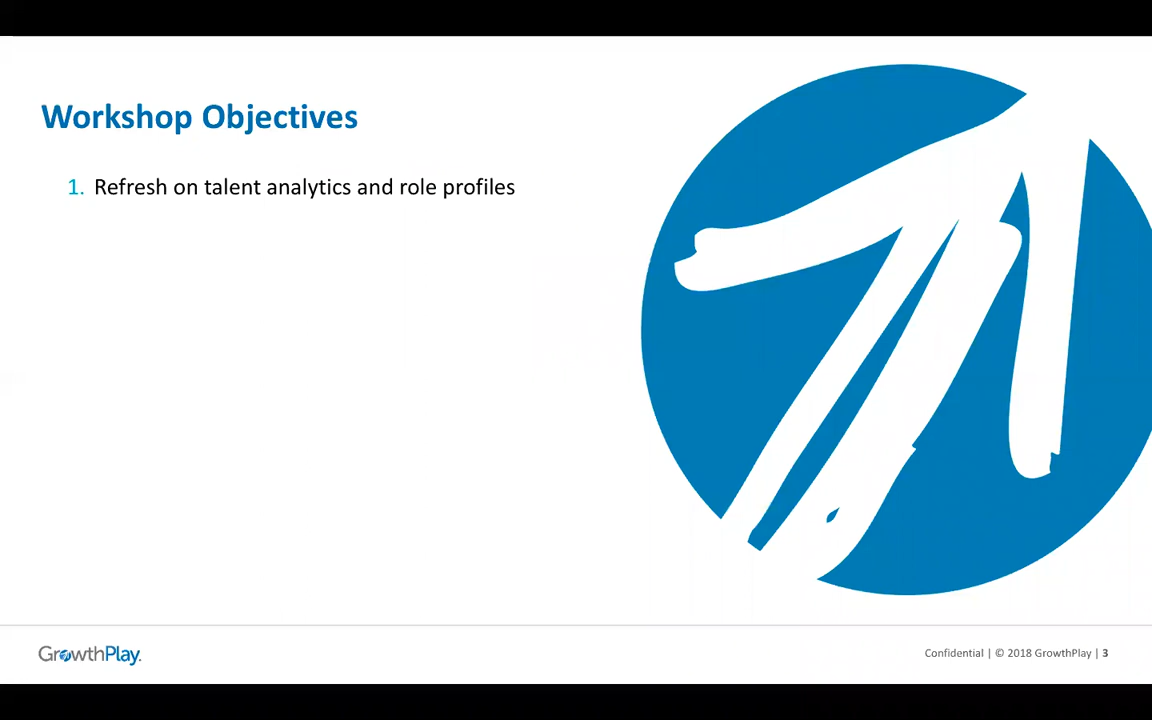 Workshop Objectives
1. Refresh on talent analytics and role profiles
GrowthPlay.
Confidential | © 2018 GrowthPlay | 3